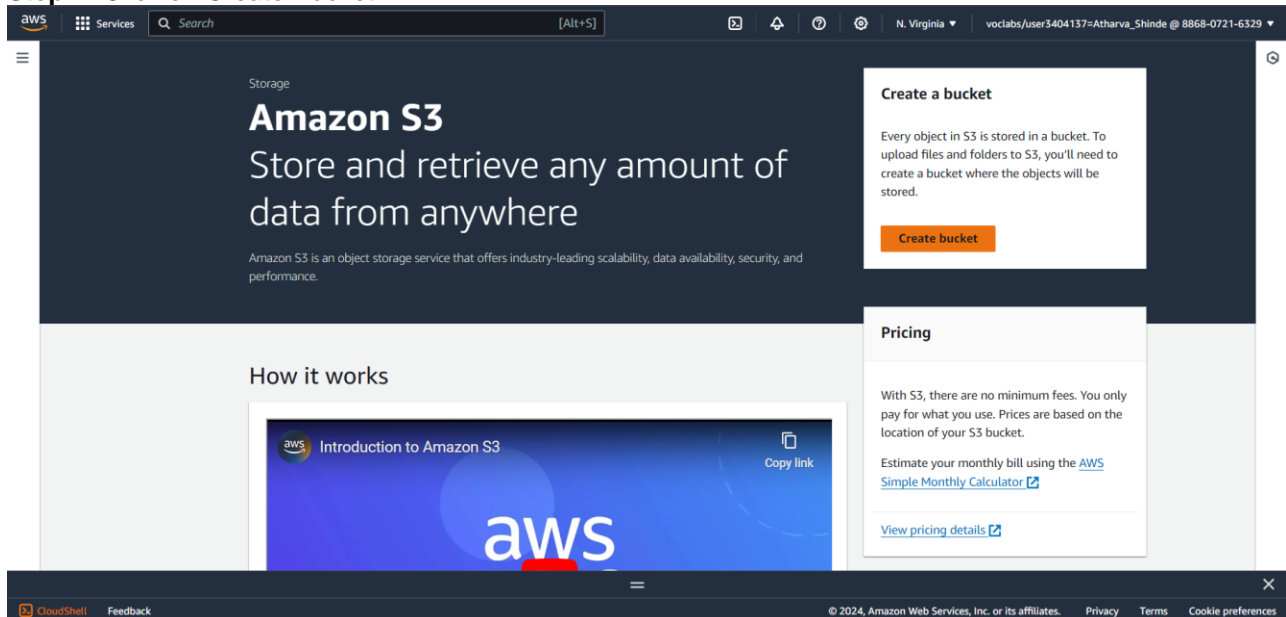 aws
Services
Search
[Alt+S]
N. Virginia
voclabs/user3404137=Atharva_Shinde @ 8868-0721-6329
Storage
Amazon S3
Store and retrieve any amount of
data from anywhere
Amazon S3 is an object storage service that offers industry-leading scalability, data availability, security, and
performance.
Create a bucket
Every object in S3 is stored in a bucket. To
upload files and folders to S3, you'll need to
create a bucket where the objects will be
stored.
Create bucket
Pricing
With S3, there are no minimum fees. You only
pay for what you use. Prices are based on the
location of your S3 bucket.
Estimate your monthly bill using the AWS
Simple Monthly Calculator
View pricing details
How it works
aws
Introduction to Amazon S3
Copy link
aws
CloudShell
Feedback
© 2024, Amazon Web Services, Inc. or its affiliates.
Privacy
Terms
Cookie preferences